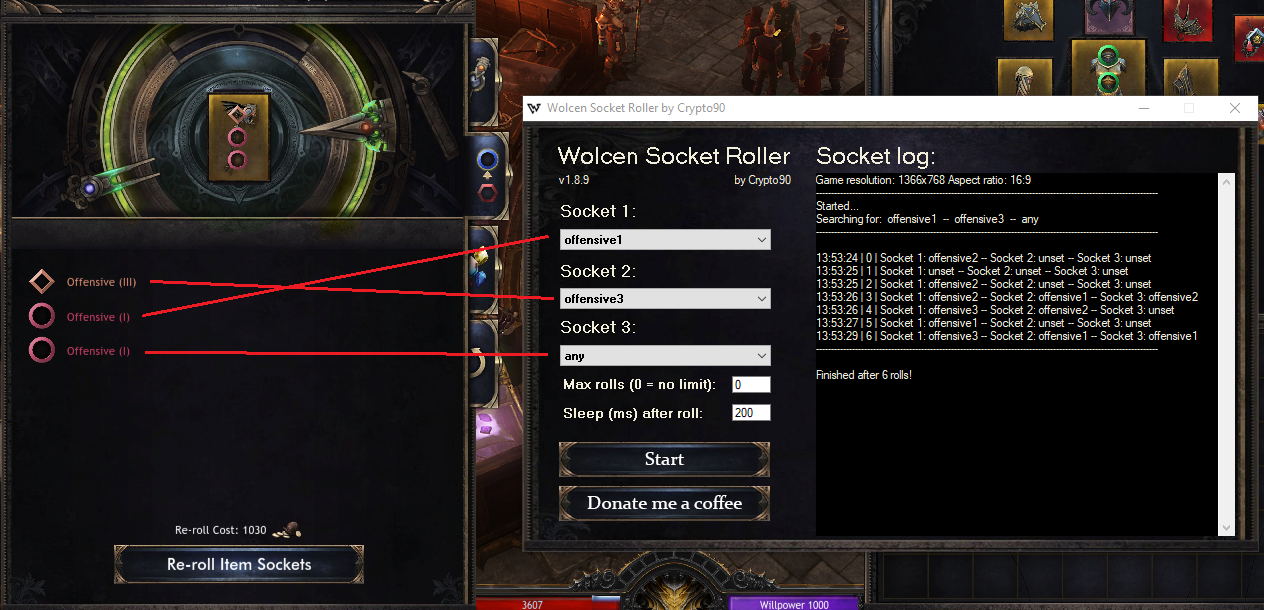 Offensive (III)
Offensive (I)
Offensive (I)
Re-roll Cost: 1030
Re-roll Item Sockets
Wolcen Socket Roller by Crypto90
Wolcen Socket Roller
v1.8.9
by Crypto90
Socket 1:
offensive1
Socket 2:
offensive3
Socket 3:
any
Max rolls (0 = no limit):
0
Sleep (ms) after roll:
200
Start
Donate me a coffee
Socket log:
Game resolution: 1366x768 Aspect ratio: 16:9
Started...
Searching for: offensive1 -- offensive3 -- any
13:53:24 | 0 | Socket 1: offensive2 -- Socket 2: unset -- Socket 3: unset
13:53:25 | 1 | Socket 1: unset -- Socket 2: unset -- Socket 3: unset
13:53:25 | 2 | Socket 1: offensive2 -- Socket 2: unset -- Socket 3: unset
13:53:26 | 3 | Socket 1: offensive2 -- Socket 2: offensive1 -- Socket 3: offensive2
13:53:26 | 4 | Socket 1: offensive3 -- Socket 2: offensive2 -- Socket 3: unset
13:53:27 | 5 | Socket 1: offensive1 -- Socket 2: unset -- Socket 3: unset
13:53:29 | 6 | Socket 1: offensive3 -- Socket 2: offensive1 -- Socket 3: offensive1
Finished after 6 rolls!
3607
Willpower 1000